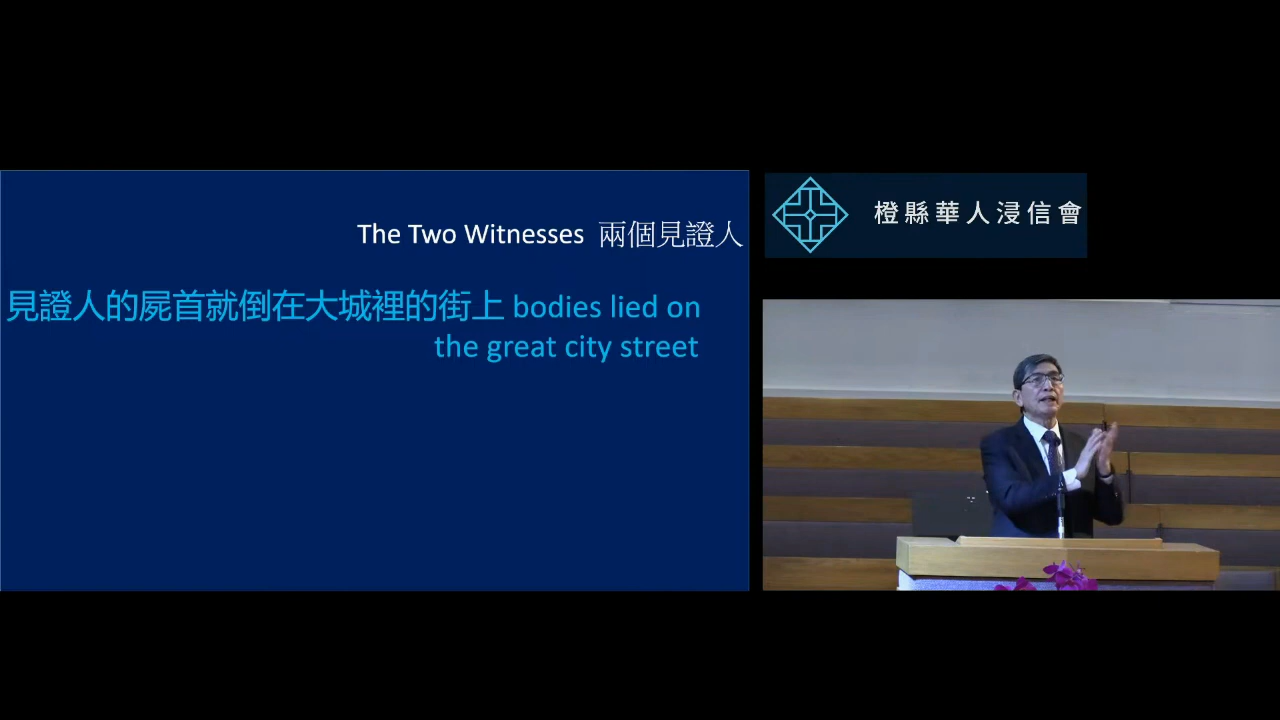 The Two Witnesses 兩個見證人
見證人的屍首就倒在大城裡的街上 bodies lied on
the great city street
橙縣華人浸信會